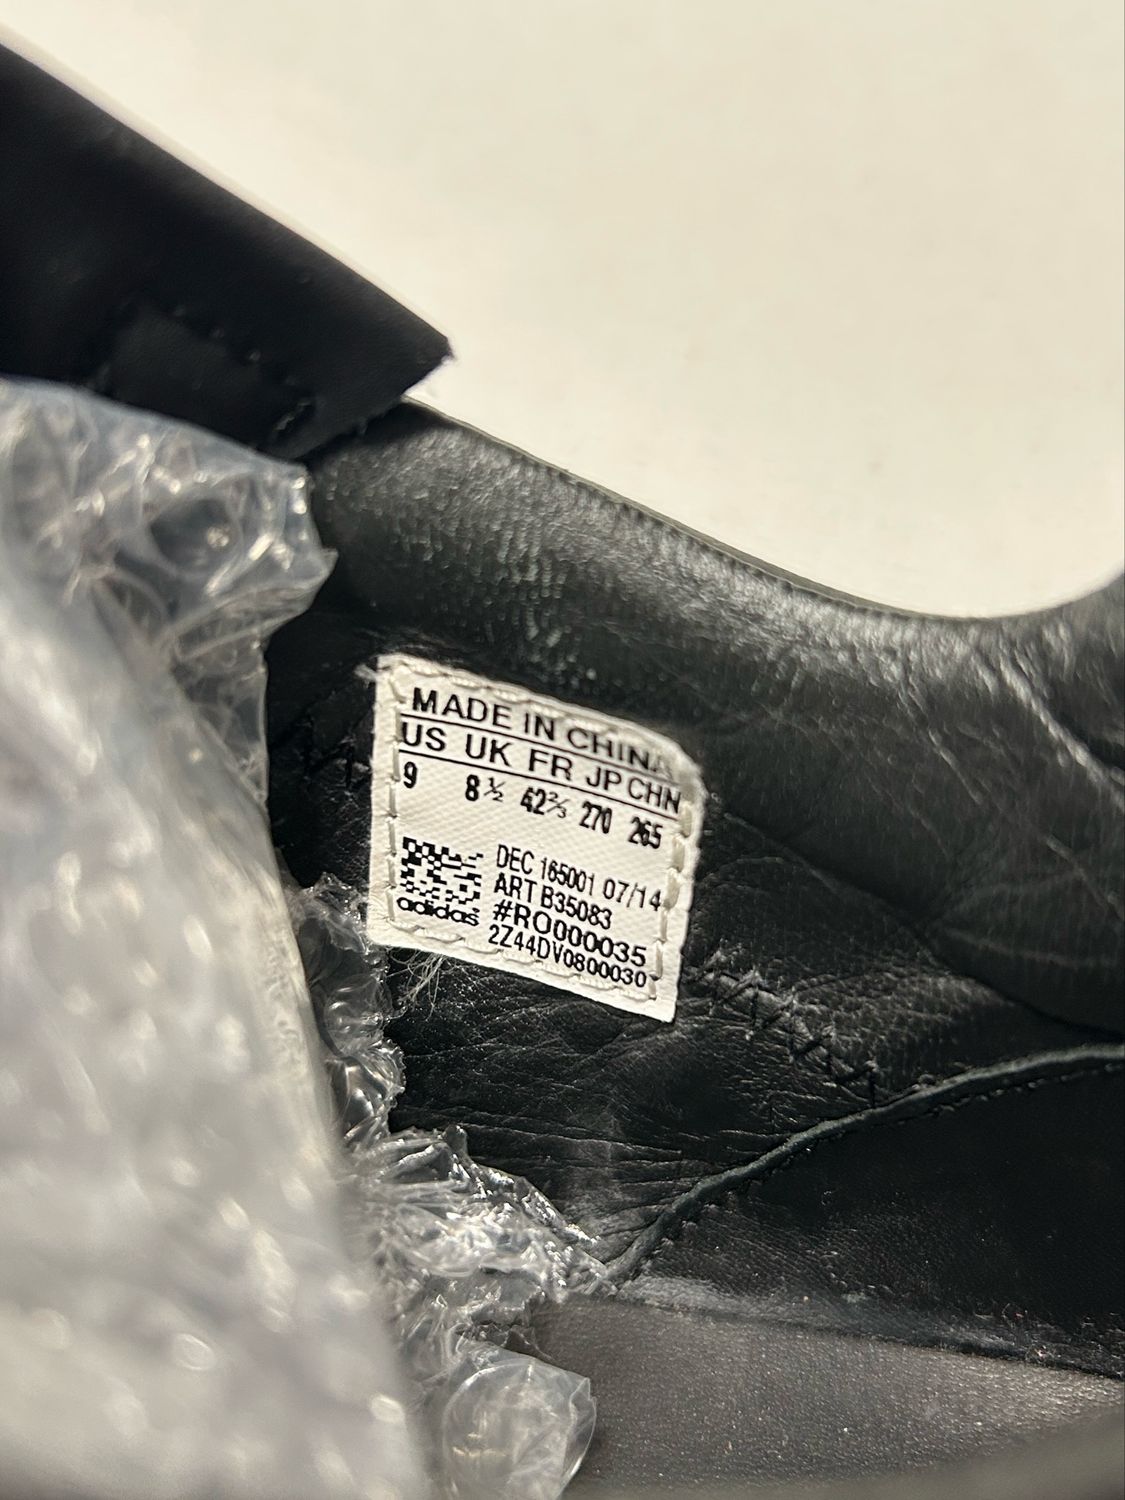 MADE IN CHINA
US UK FR JP CHN
9 8½ 42⅔ 270 265
DEC 165001 07/14
ART B35083
#RO000035
2Z44DV0800030
adidas